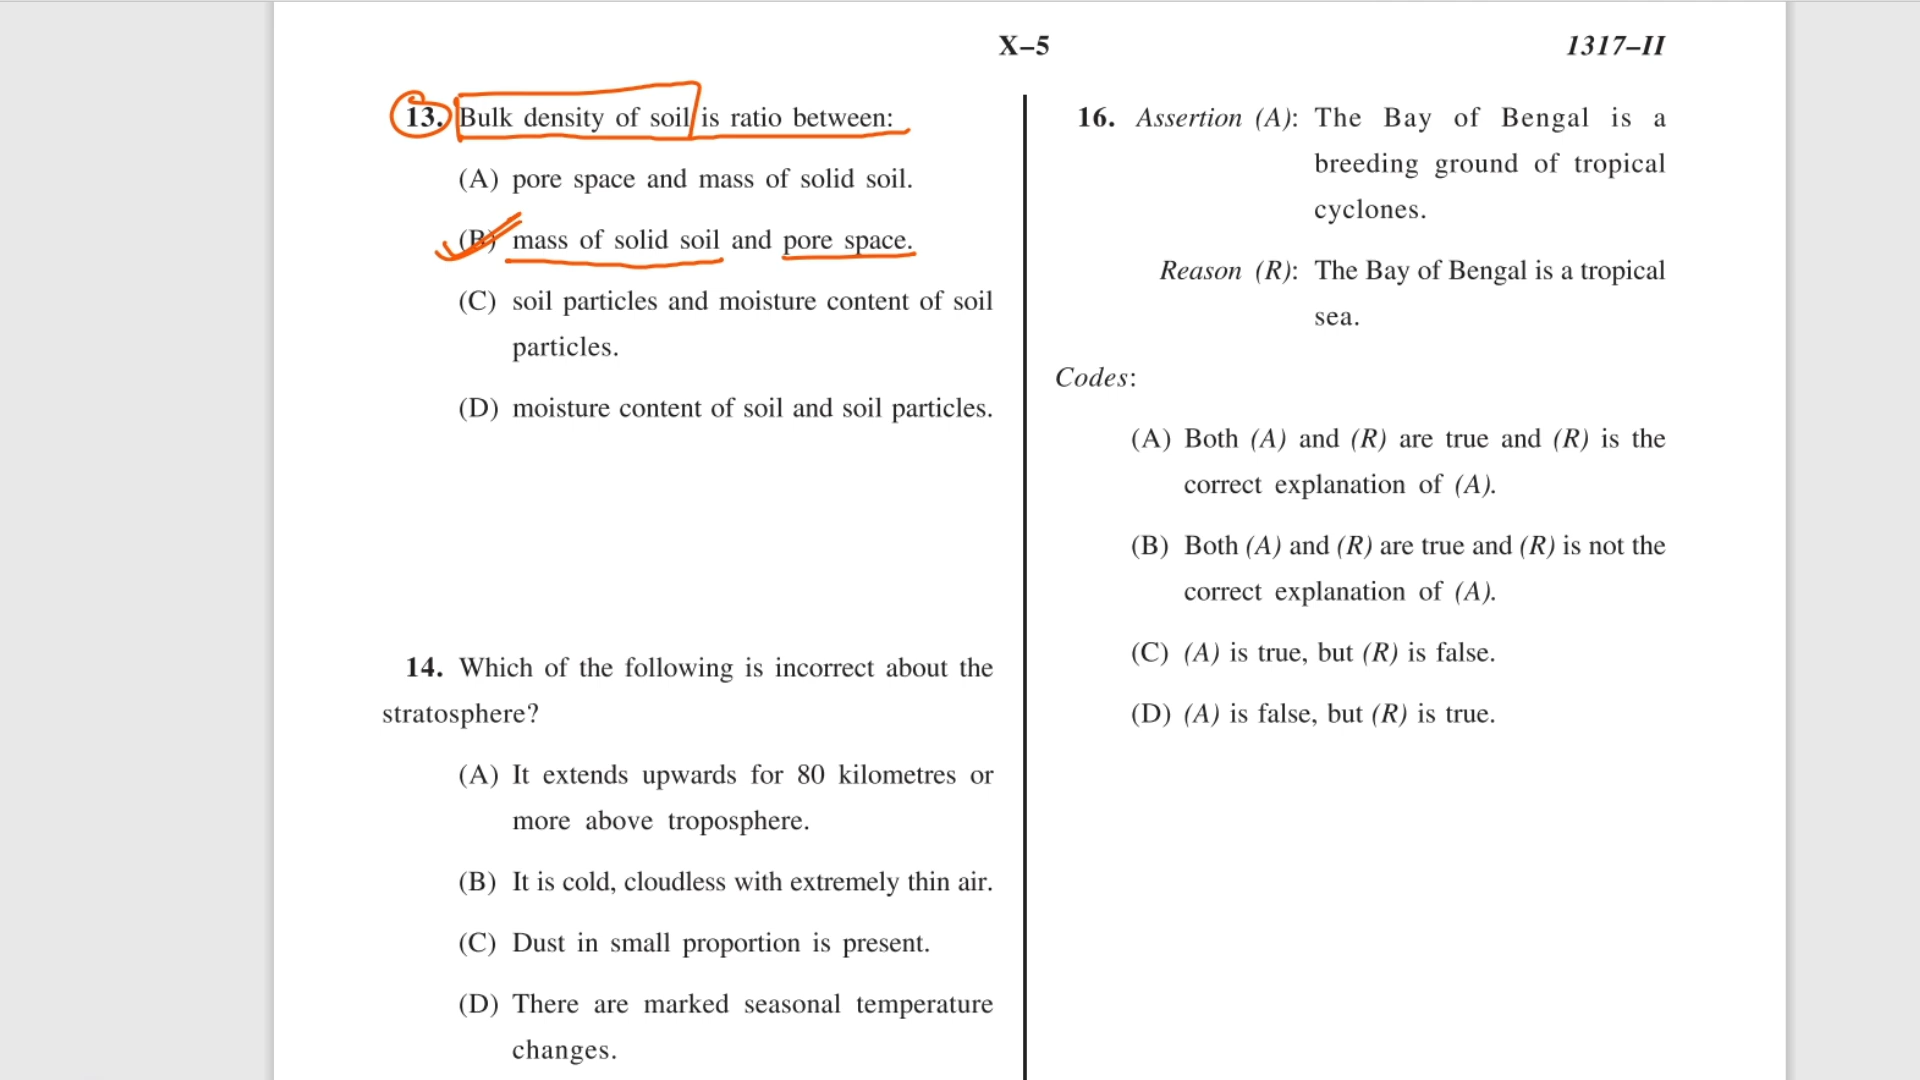 X–5
1317–II
13. Bulk density of soil is ratio between:
(A) pore space and mass of solid soil.
(B) mass of solid soil and pore space.
(C) soil particles and moisture content of soil
particles.
(D) moisture content of soil and soil particles.
14. Which of the following is incorrect about the
stratosphere?
(A) It extends upwards for 80 kilometres or
more above troposphere.
(B) It is cold, cloudless with extremely thin air.
(C) Dust in small proportion is present.
(D) There are marked seasonal temperature
changes.
16. Assertion (A): The Bay of Bengal is a
breeding ground of tropical
cyclones.
Reason (R): The Bay of Bengal is a tropical
sea.
Codes:
(A) Both (A) and (R) are true and (R) is the
correct explanation of (A).
(B) Both (A) and (R) are true and (R) is not the
correct explanation of (A).
(C) (A) is true, but (R) is false.
(D) (A) is false, but (R) is true.